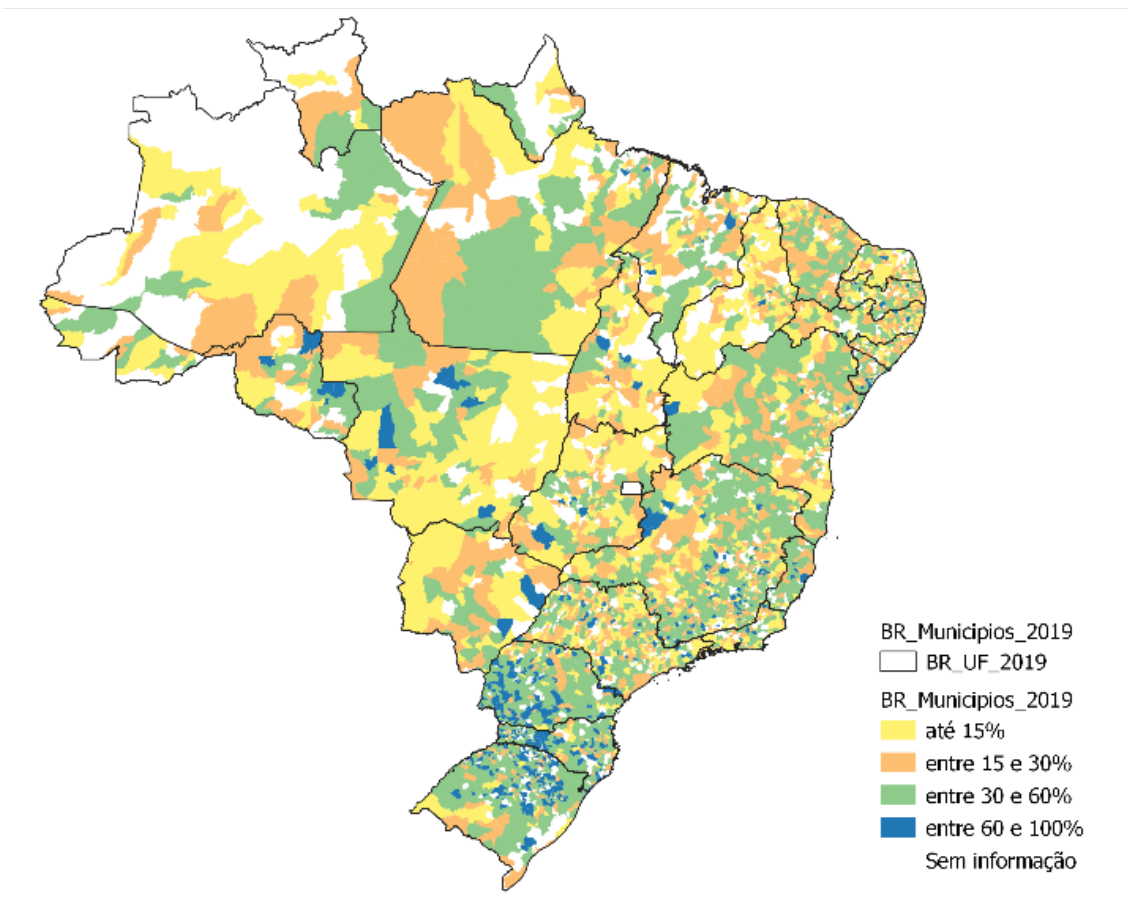 BR_Municipios_2019
BR_UF_2019
BR_Municipios_2019
até 15%
entre 15 e 30%
entre 30 e 60%
entre 60 e 100%
Sem informação